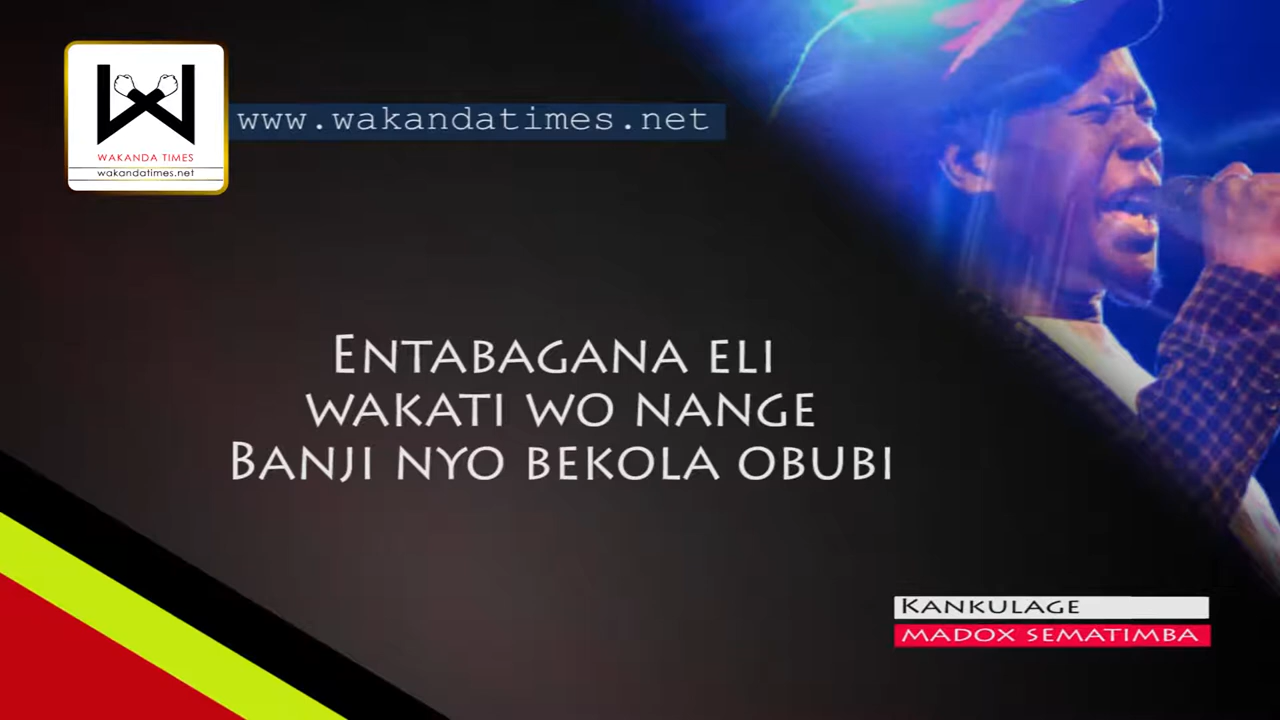 WAKANDA TIMES
wakandatimes.net
www.wakandatimes.net
ENTABAGANA ELI
WAKATI WO NANGE
BANJI NYO BEKOLA OBUBI
KANKULAGE
MADOX SEMATIMBA